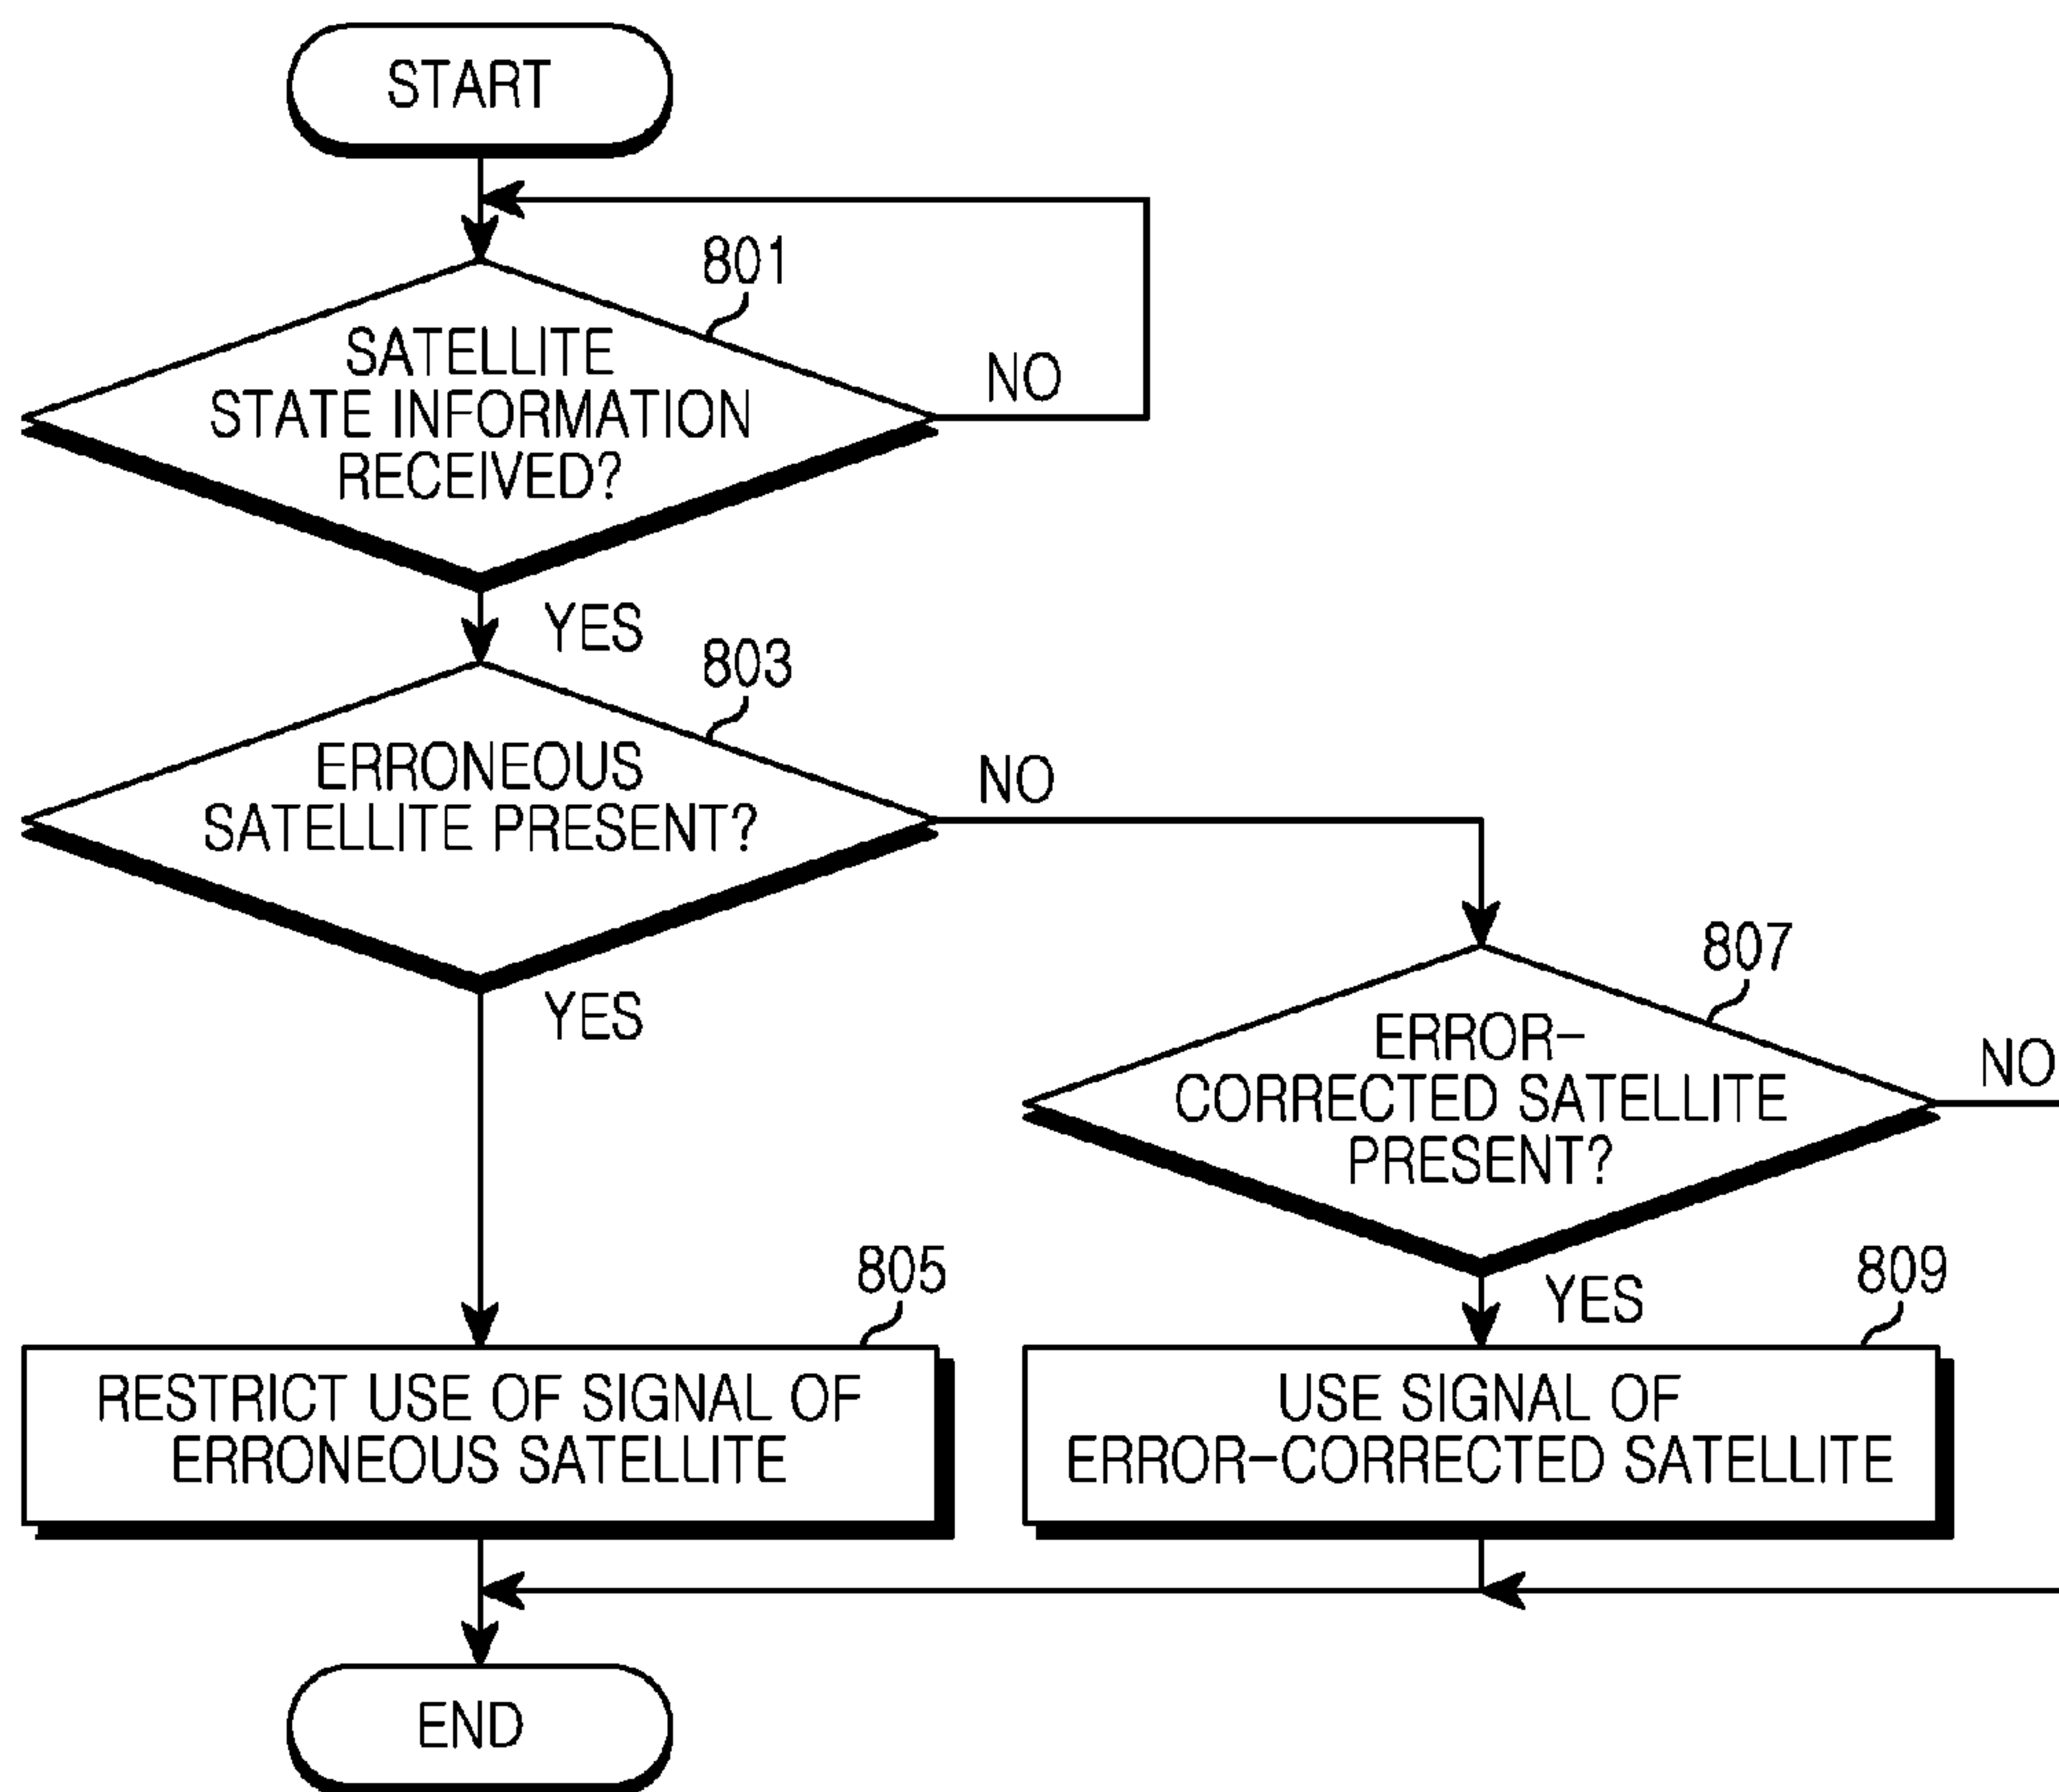 START
801
SATELLITE
STATE INFORMATION
RECEIVED?
NO
YES
803
ERRONEOUS
SATELLITE PRESENT?
NO
YES
807
ERROR-
CORRECTED SATELLITE
PRESENT?
NO
YES
805
RESTRICT USE OF SIGNAL OF
ERRONEOUS SATELLITE
809
USE SIGNAL OF
ERROR-CORRECTED SATELLITE
END